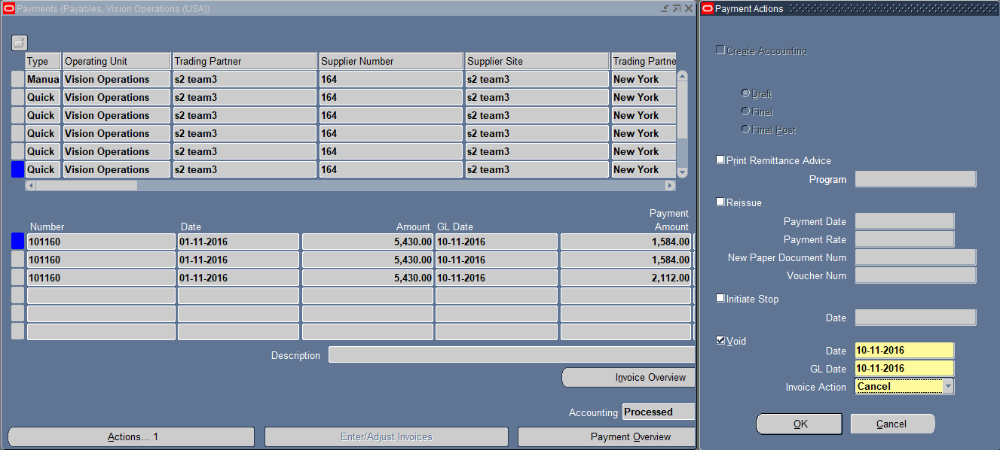 Payments (Payables, Vision Operations (USA))
Type Operating Unit Trading Partner Supplier Number Supplier Site Trading Partne
Manua Vision Operations s2 team3 164 s2 team3 New York
Quick Vision Operations s2 team3 164 s2 team3 New York
Quick Vision Operations s2 team3 164 s2 team3 New York
Quick Vision Operations s2 team3 164 s2 team3 New York
Quick Vision Operations s2 team3 164 s2 team3 New York
Quick Vision Operations s2 team3 164 s2 team3 New York
Payment
Number Date Amount GL Date Amount
101160 01-11-2016 5,430.00 10-11-2016 1,584.00
101160 01-11-2016 5,430.00 10-11-2016 1,584.00
101160 01-11-2016 5,430.00 10-11-2016 2,112.00
Description
Invoice Overview
Accounting Processed
Actions... 1 Enter/Adjust Invoices Payment Overview
Payment Actions
Create Accounting
Draft
Final
Final Post
Print Remittance Advice
Program
Reissue
Payment Date
Payment Rate
New Paper Document Num
Voucher Num
Initiate Stop
Date
Void
Date 10-11-2016
GL Date 10-11-2016
Invoice Action Cancel
OK Cancel